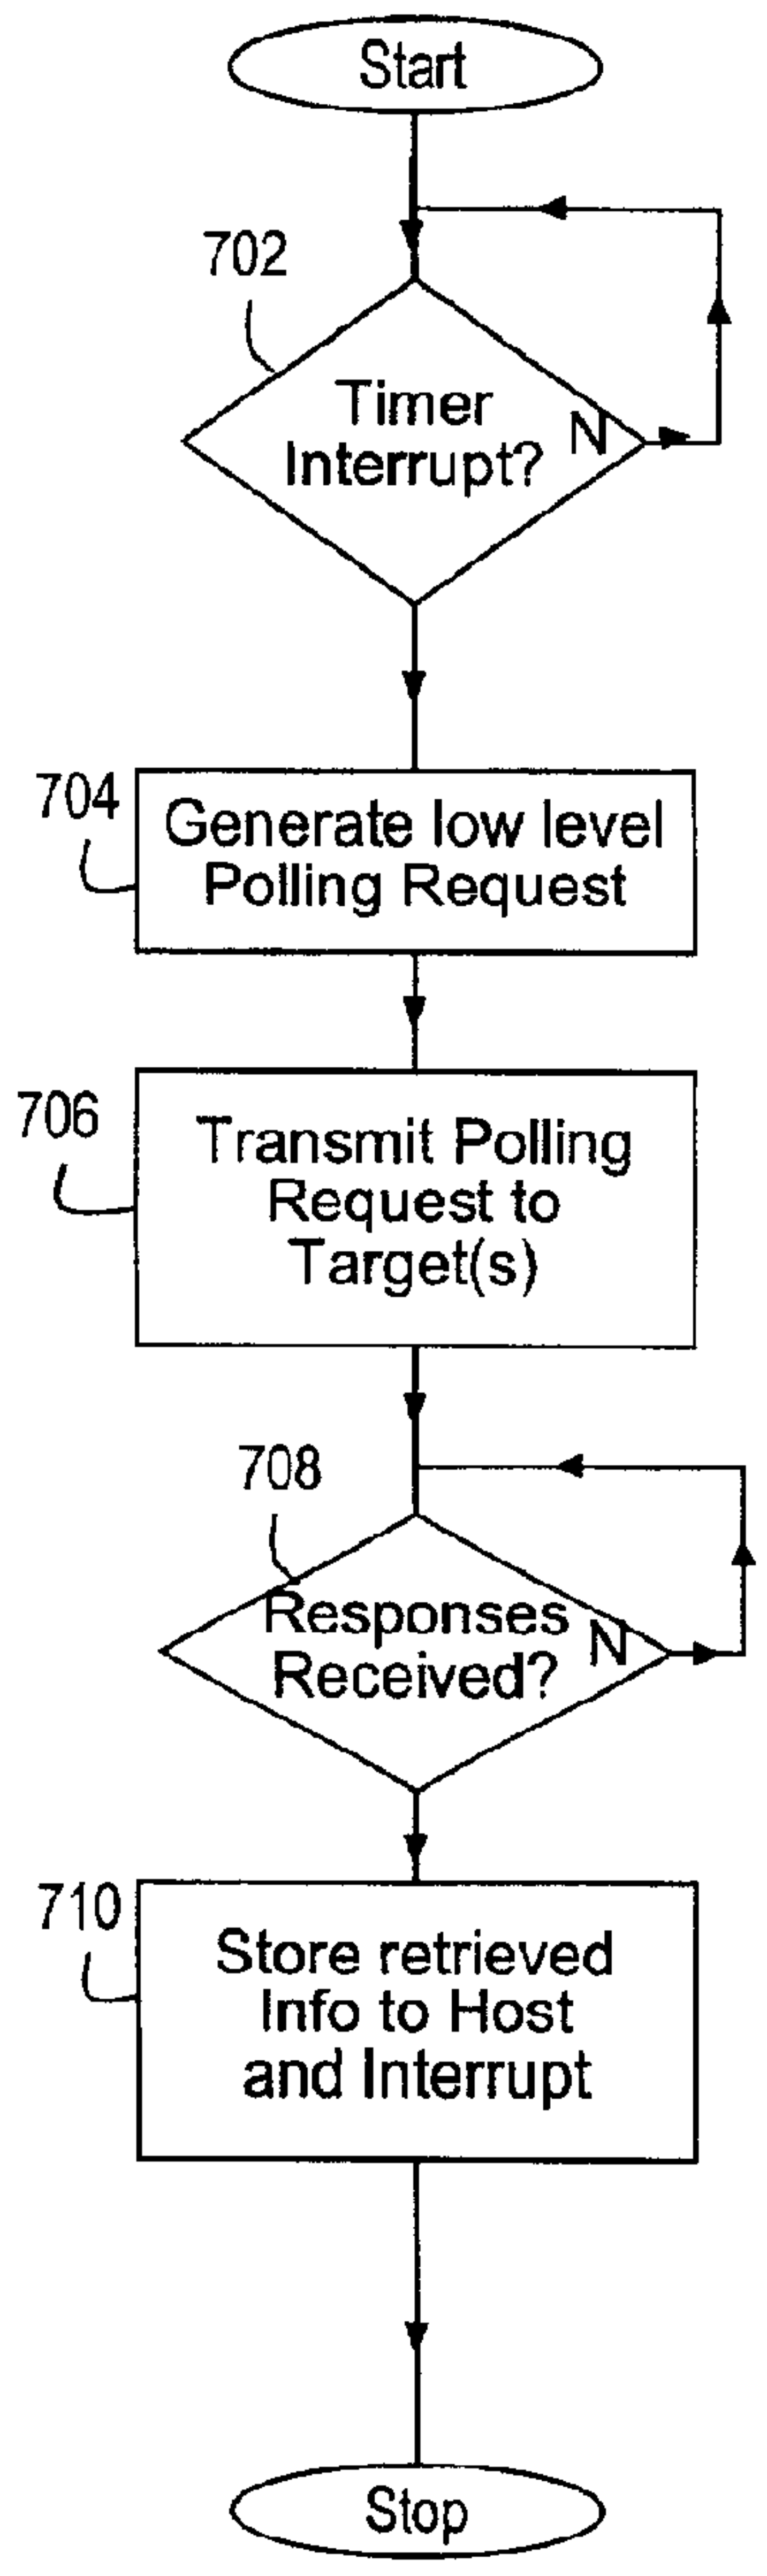 Start
702
Timer
Interrupt?
N
704
Generate low level
Polling Request
706
Transmit Polling
Request to
Target(s)
708
Responses
Received?
N
710
Store retrieved
Info to Host
and Interrupt
Stop